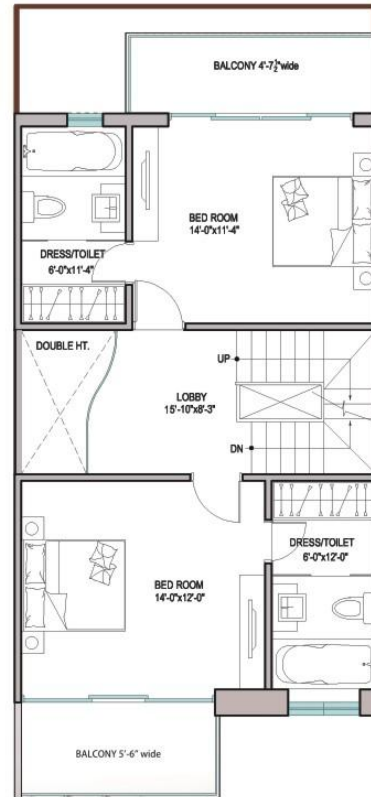 BALCONY 4'-7½" wide
BED ROOM
14'-0"x11'-4"
DRESS/TOILET
6'-0"x11'-4"
DOUBLE HT.
UP
LOBBY
15'-10"x8'-3"
DN
DRESS/TOILET
6'-0"x12'-0"
BED ROOM
14'-0"x12'-0"
BALCONY 5'-6" wide